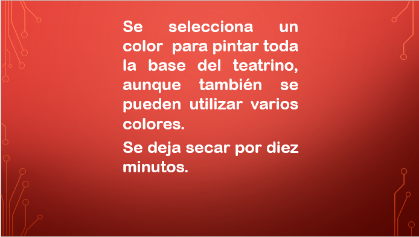 Se selecciona un
color para pintar toda
la base del teatrino,
aunque también se
pueden utilizar varios
colores.
Se deja secar por diez
minutos.